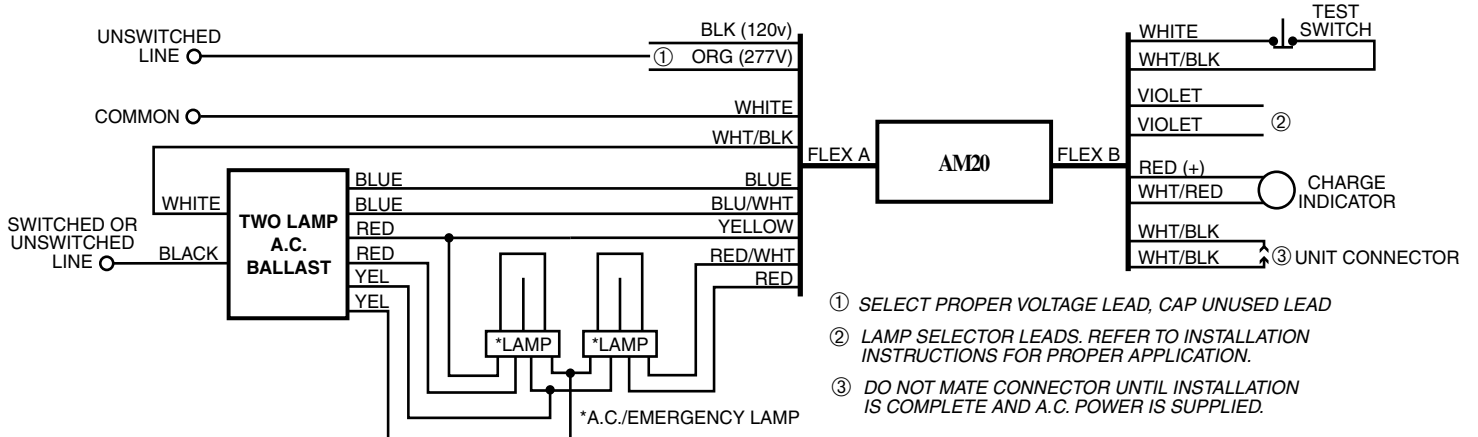 UNSWITCHED
LINE
BLK (120v)
① ORG (277V)
COMMON
WHITE
WHT/BLK
WHITE
SWITCHED OR
UNSWITCHED
LINE
BLACK
TWO LAMP
A.C.
BALLAST
BLUE
BLUE
RED
RED
YEL
YEL
BLUE
BLU/WHT
YELLOW
RED/WHT
RED
*LAMP
*LAMP
*A.C./EMERGENCY LAMP
FLEX A
AM20
FLEX B
TEST
SWITCH
WHITE
WHT/BLK
VIOLET
VIOLET
②
RED (+)
WHT/RED
CHARGE
INDICATOR
WHT/BLK
WHT/BLK
③ UNIT CONNECTOR
① SELECT PROPER VOLTAGE LEAD, CAP UNUSED LEAD
② LAMP SELECTOR LEADS. REFER TO INSTALLATION
INSTRUCTIONS FOR PROPER APPLICATION.
③ DO NOT MATE CONNECTOR UNTIL INSTALLATION
IS COMPLETE AND A.C. POWER IS SUPPLIED.